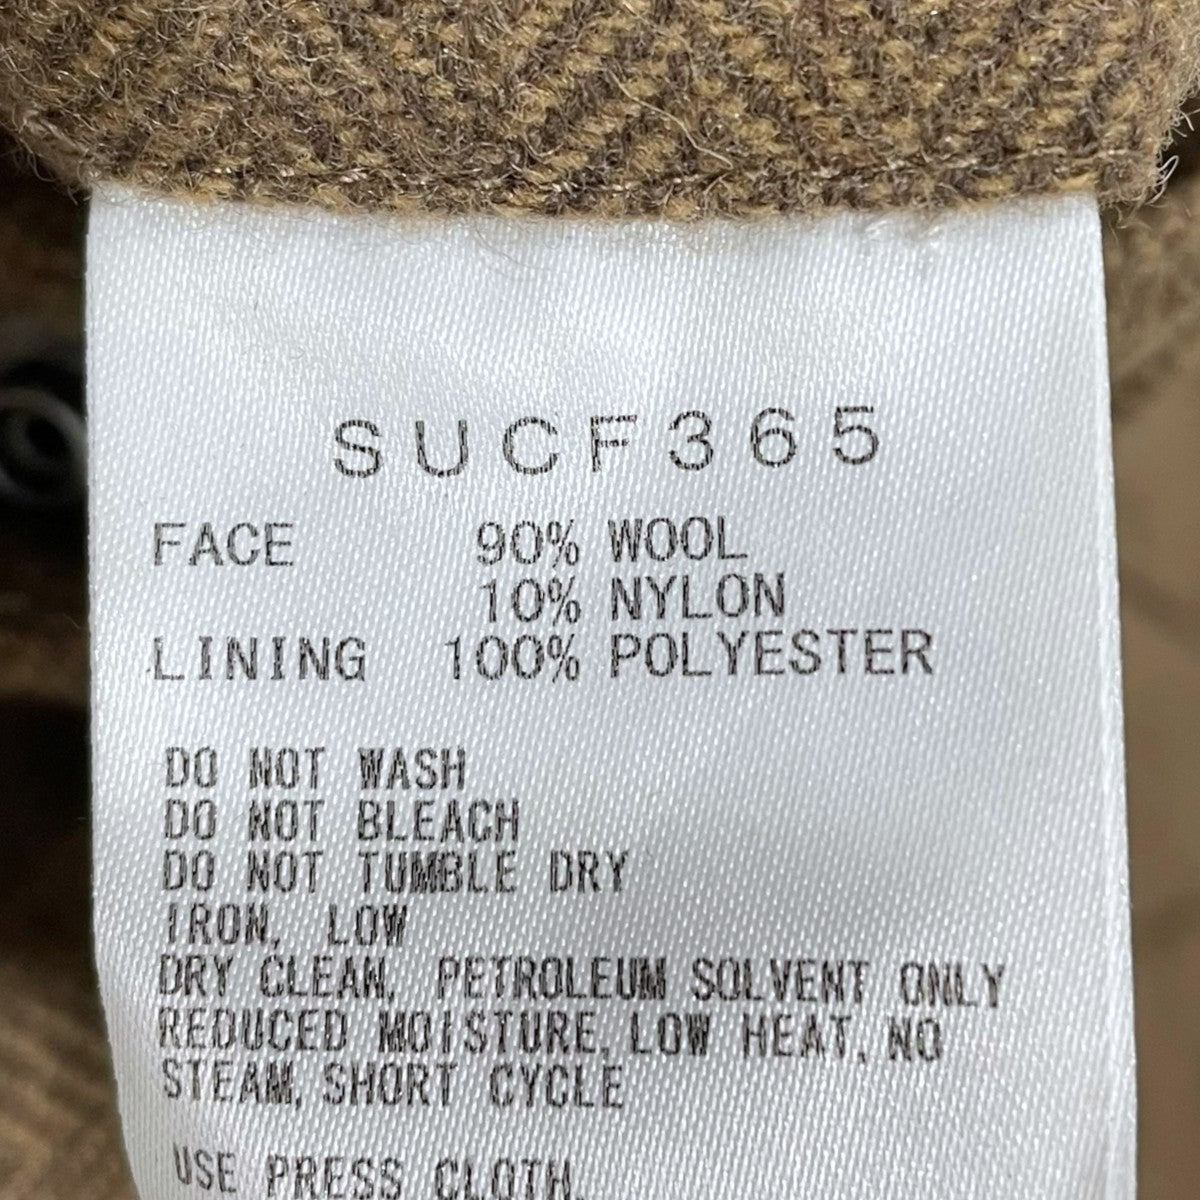 SUCF365
FACE 90% WOOL
10% NYLON
LINING 100% POLYESTER
DO NOT WASH
DO NOT BLEACH
DO NOT TUMBLE DRY
IRON, LOW
DRY CLEAN, PETROLEUM SOLVENT ONLY
REDUCED MOISTURE, LOW HEAT, NO
STEAM, SHORT CYCLE
USE PRESS CLOTH.